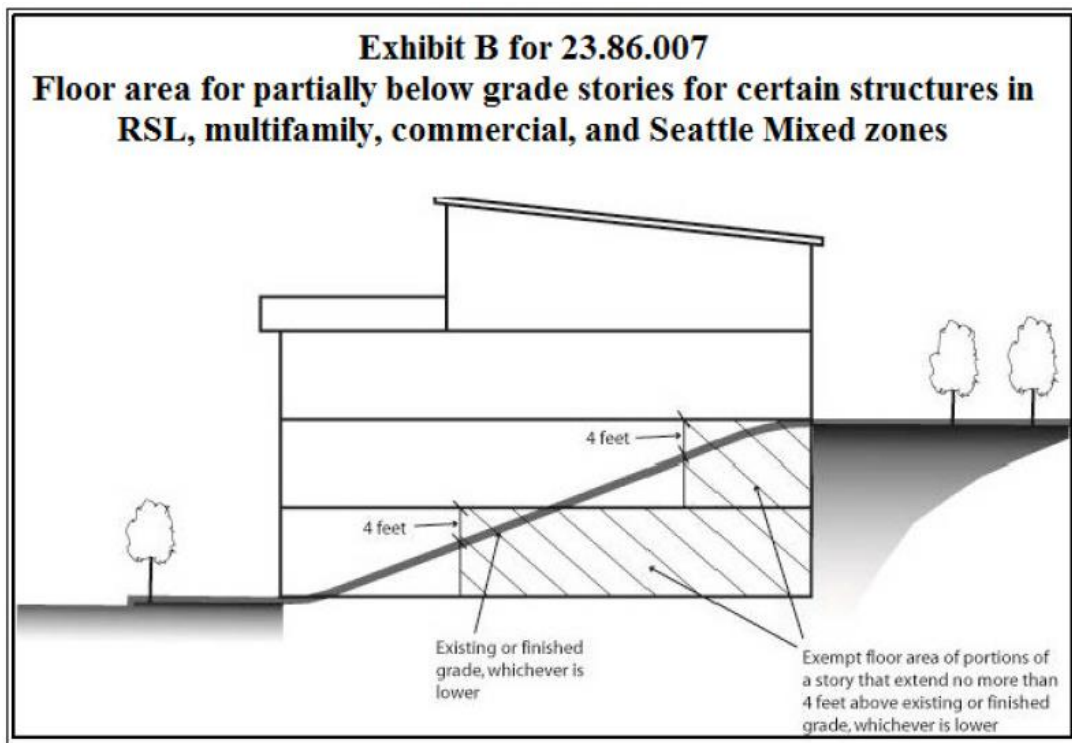 Exhibit B for 23.86.007
Floor area for partially below grade stories for certain structures in
RSL, multifamily, commercial, and Seattle Mixed zones
4 feet
4 feet
Existing or finished
grade, whichever is
lower
Exempt floor area of portions of
a story that extend no more than
4 feet above existing or finished
grade, whichever is lower